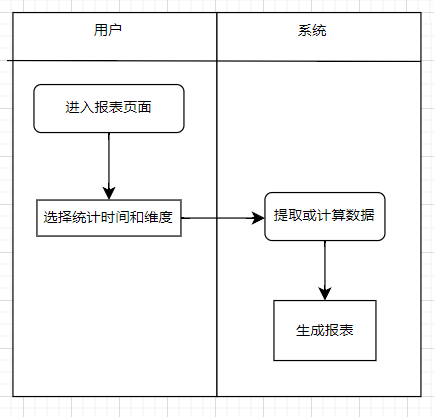 用户
系统
进入报表页面
选择统计时间和维度
提取或计算数据
生成报表